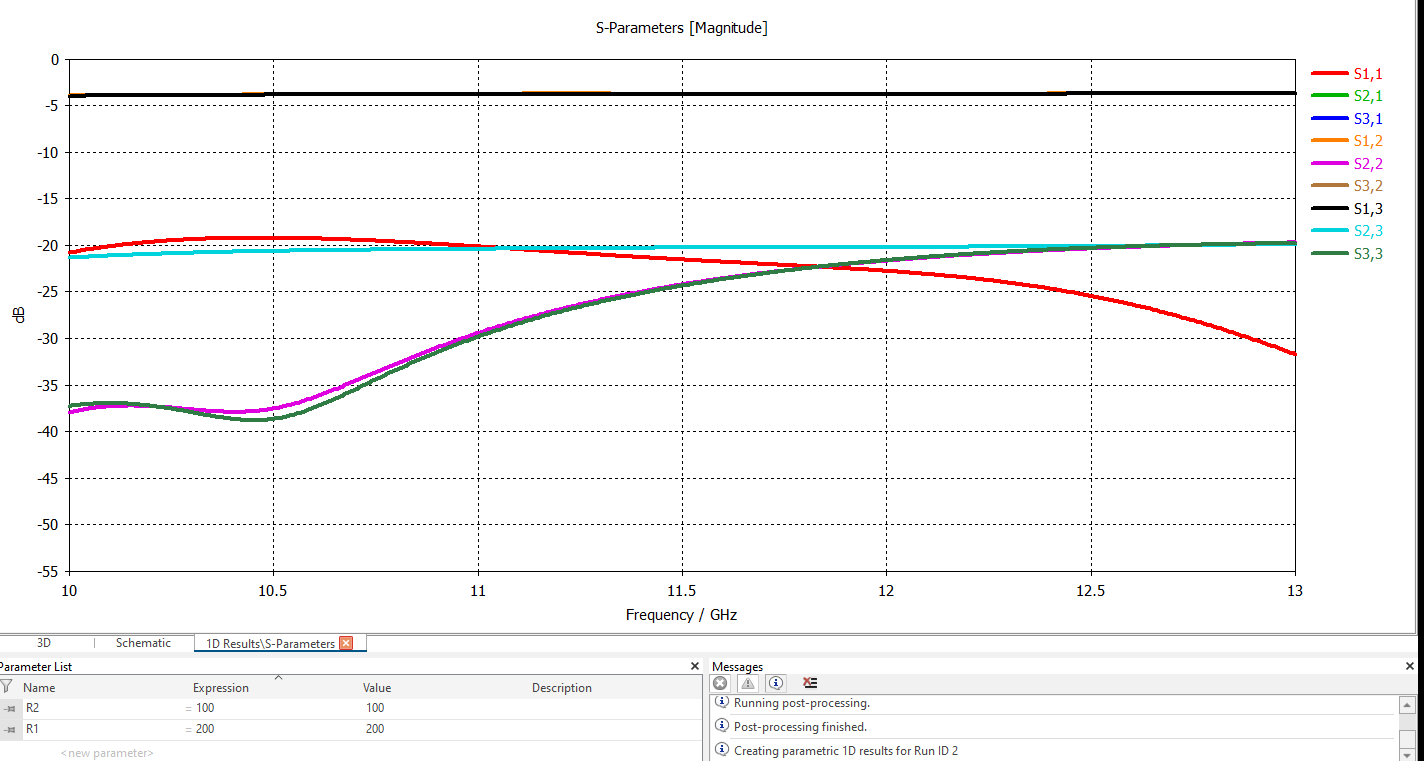 S-Parameters [Magnitude]
0
-5
-10
-15
-20
-25
-30
-35
-40
-45
-50
-55
dB
10
10.5
11
11.5
12
12.5
13
Frequency / GHz
S1,1
S2,1
S3,1
S1,2
S2,2
S3,2
S1,3
S2,3
S3,3
3D
Schematic
1D Results\S-Parameters
Parameter List
Name Expression Value Description
R2 = 100 100
R1 = 200 200
<new parameter>
Messages
Running post-processing.
Post-processing finished.
Creating parametric 1D results for Run ID 2